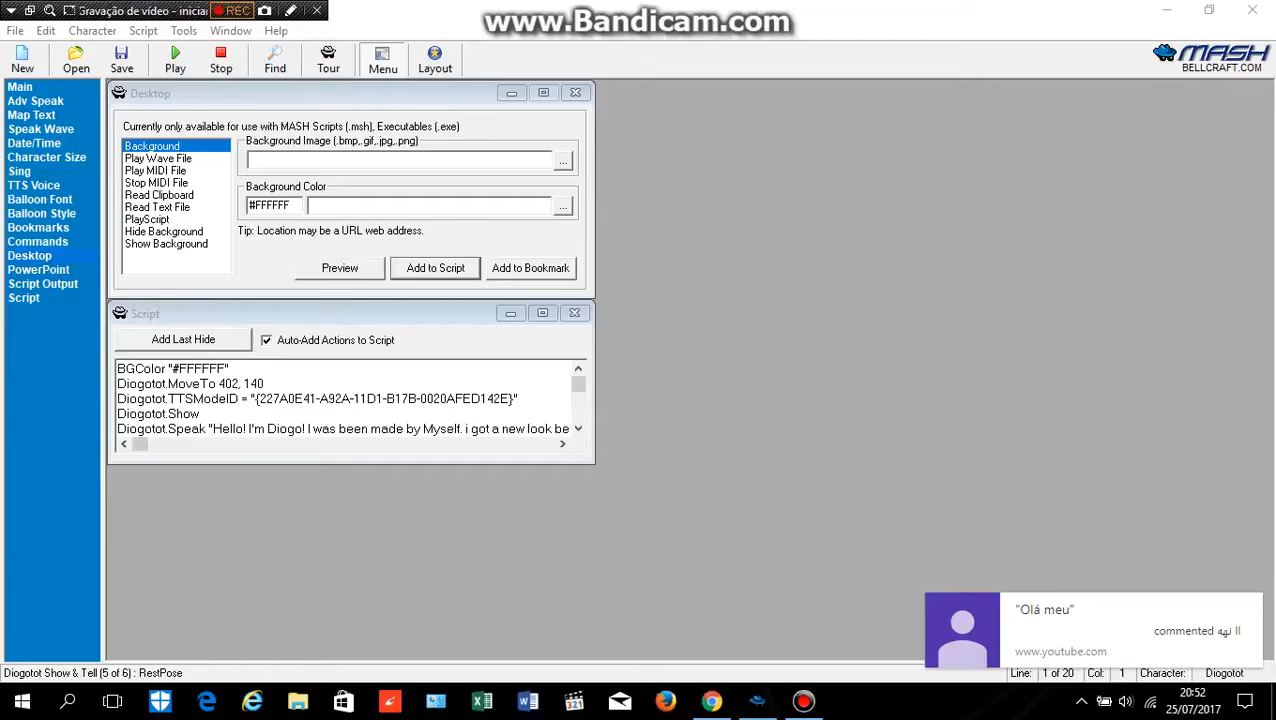 Gravação de vídeo - inicia
REC
www.Bandicam.com
File Edit Character Script Tools Window Help
New Open Save Play Stop Find Tour Menu Layout
MASH
BELLCRAFT.COM
Main
Adv Speak
Map Text
Speak Wave
Date/Time
Character Size
Sing
TTS Voice
Balloon Font
Balloon Style
Bookmarks
Commands
Desktop
PowerPoint
Script Output
Script
Desktop
Currently only available for use with MASH Scripts (.msh), Executables (.exe)
Background
Play Wave File
Play MIDI File
Stop MIDI File
Read Clipboard
Read Text File
PlayScript
Hide Background
Show Background
Background Image (.bmp,.gif,.jpg,.png)
...
Background Color
#FFFFFF
...
Tip: Location may be a URL web address.
Preview Add to Script Add to Bookmark
Script
Add Last Hide Auto-Add Actions to Script
BGColor "#FFFFFF"
Diogotot.MoveTo 402, 140
Diogotot.TTSModeID = "{227A0E41-A92A-11D1-B17B-0020AFED142E}"
Diogotot.Show
Diogotot.Speak "Hello! I'm Diogo! I was been made by Myself. i got a new look be
"Olá meu"
commented نهه اا
www.youtube.com
Diogotot Show & Tell (5 of 6) : RestPose
Line: 1 of 20 Col: 1 Character: Diogotot
321
20:52
25/07/2017